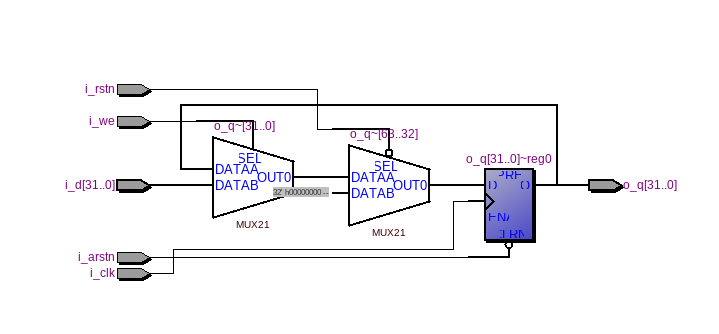 i_rstn
i_we
o_q~[31..0]
o_q~[63..32]
SEL
SEL
o_q[31..0]~reg0
i_d[31..0]
DATAA
OUT0
DATAB
32' h00000000 ...
DATAA
OUT0
DATAB
PRE
D
Q
ENA
CLRN
o_q[31..0]
MUX21
MUX21
i_arstn
i_clk